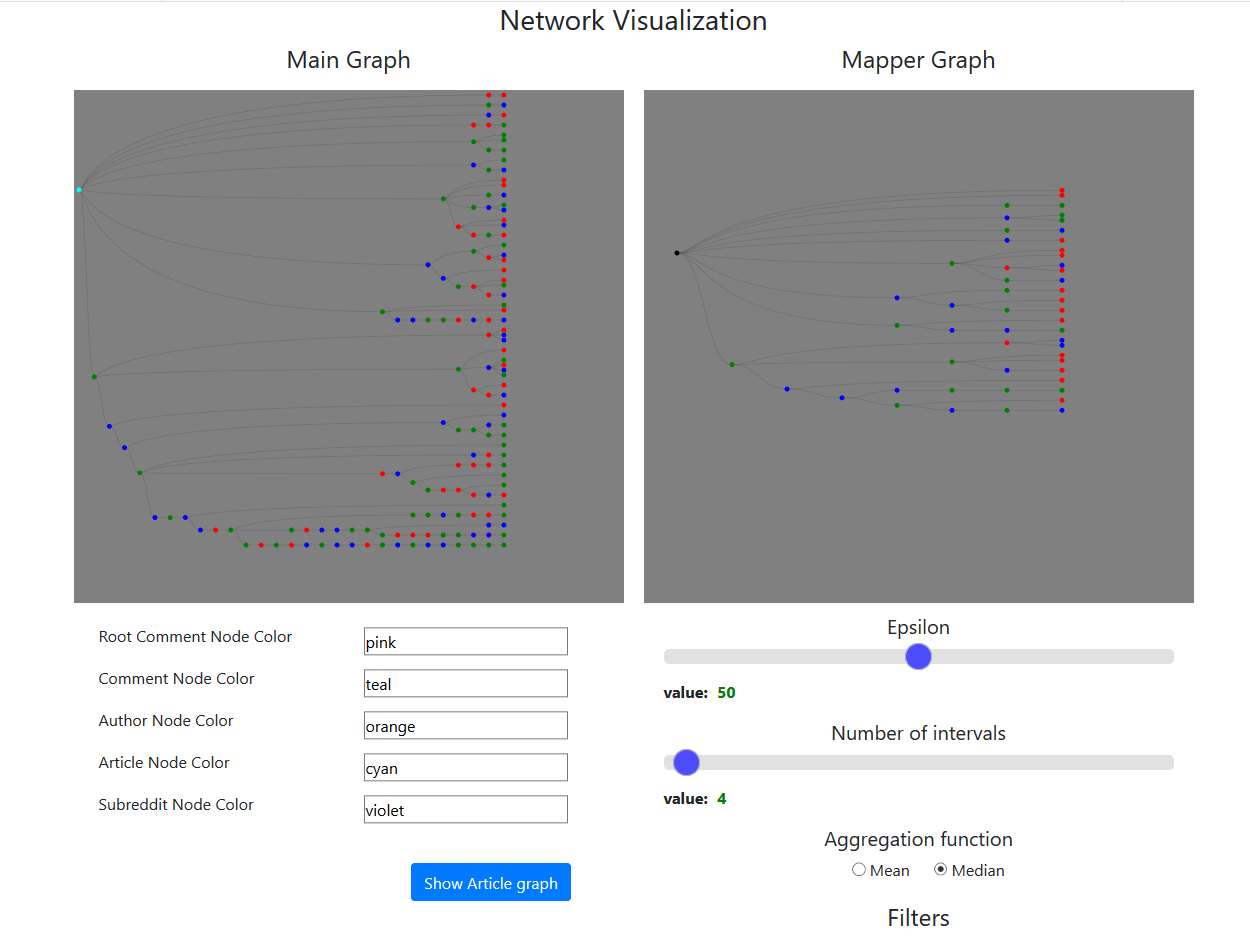 Network Visualization
Main Graph
Mapper Graph
Root Comment Node Color
pink
Comment Node Color
teal
Author Node Color
orange
Article Node Color
cyan
Subreddit Node Color
violet
Show Article graph
Epsilon
value: 50
Number of intervals
value: 4
Aggregation function
Mean Median
Filters